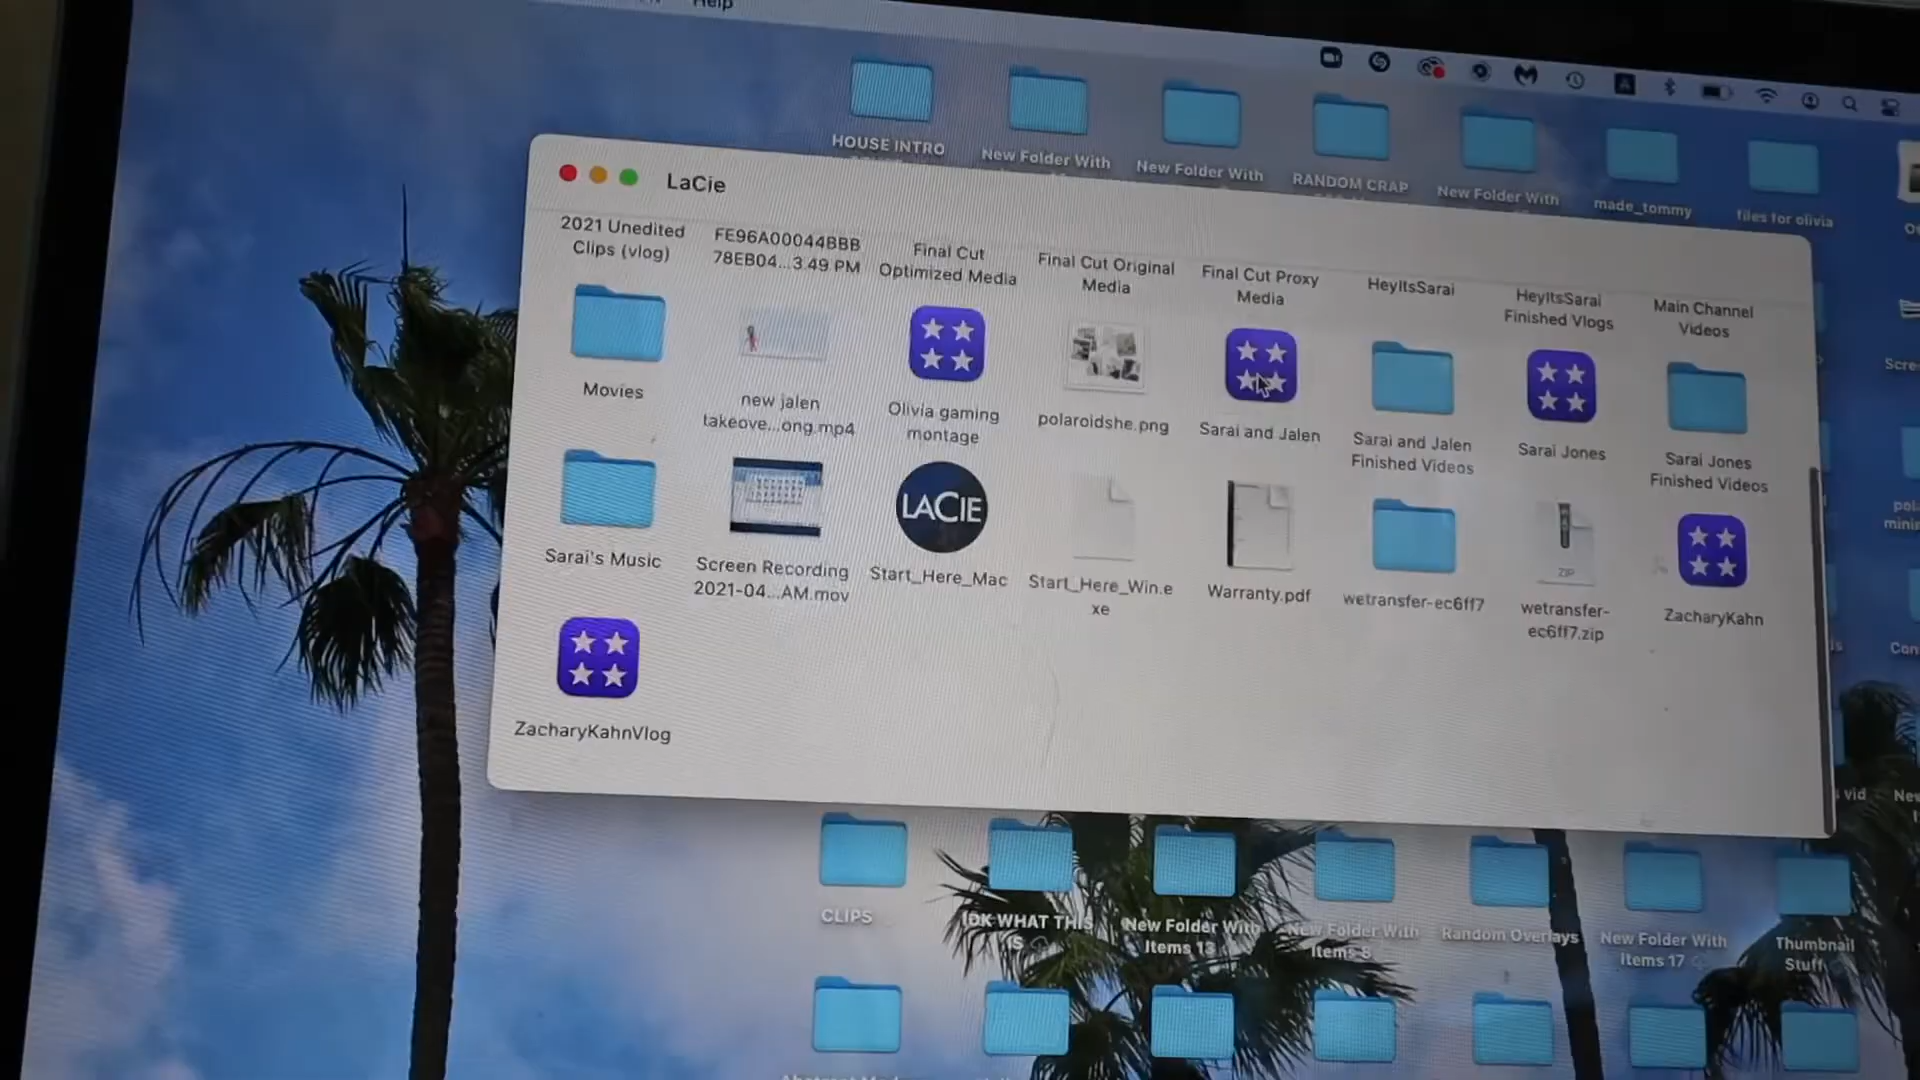 Help
HOUSE INTRO
New Folder With
New Folder With
RANDOM CRAP
New Folder With
made_tommy
files for olivia
LaCie
2021 Unedited
Clips (vlog)
FE96A00044BBB
78EB04...3.49 PM
Final Cut
Optimized Media
Final Cut Original
Media
Final Cut Proxy
Media
HeyItsSarai
HeyItsSarai
Finished Vlogs
Main Channel
Videos
Movies
new jalen
takeove...ong.mp4
Olivia gaming
montage
polaroidshe.png
Sarai and Jalen
Sarai and Jalen
Finished Videos
Sarai Jones
Sarai Jones
Finished Videos
Sarai's Music
Screen Recording
2021-04...AM.mov
LACIE
Start_Here_Mac
Start_Here_Win.e
xe
Warranty.pdf
wetransfer-ec6ff7
ZIP
wetransfer-
ec6ff7.zip
ZacharyKahn
ZacharyKahnVlog
vid
CLIPS
IDK WHAT THIS
IS
New Folder With
Items 13
New Folder With
Items 8
Random Overlays
New Folder With
Items 17
Thumbnail
Stuff